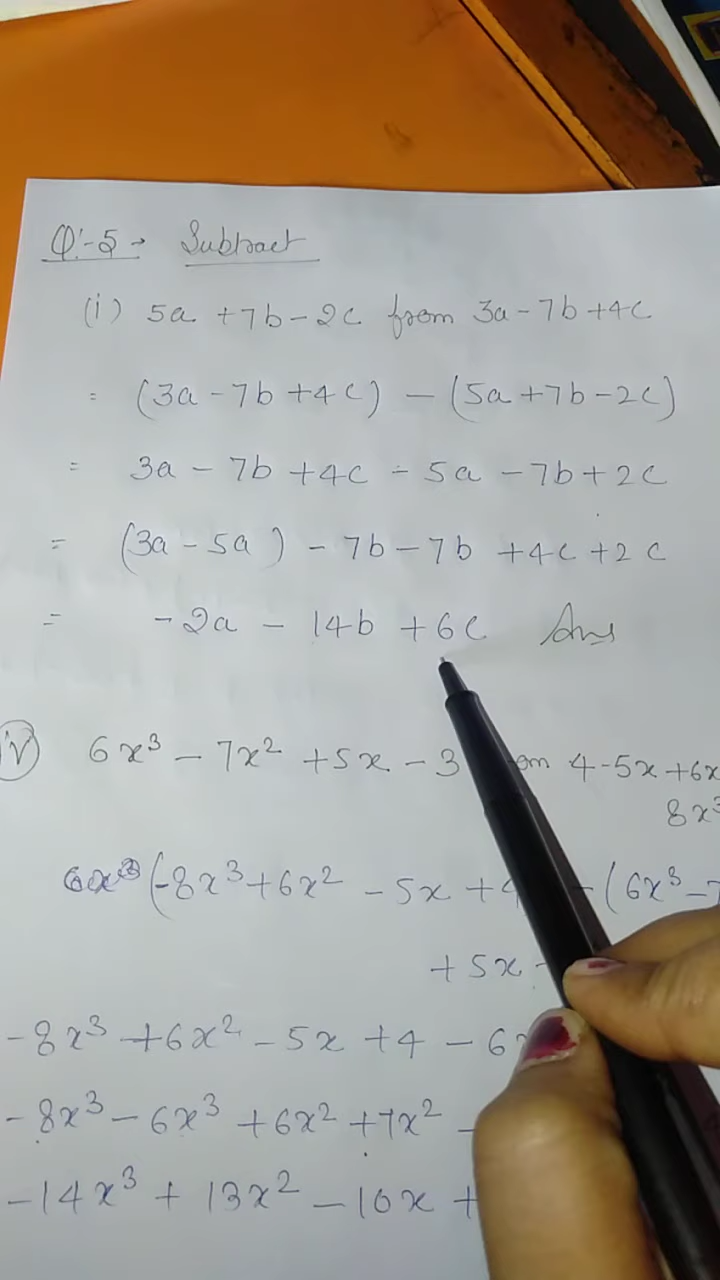 Q:-5→ Subtract
(i) 5a + 7b - 2c from 3a - 7b + 4c
= (3a - 7b + 4c) - (5a + 7b - 2c)
= 3a - 7b + 4c - 5a - 7b + 2c
= (3a - 5a) - 7b - 7b + 4c + 2c
= -2a - 14b + 6c Ans
(iv) 6x³ - 7x² + 5x - 3 4 - 5x + 6x
8x³
6x³ (-8x³ + 6x² - 5x + 4 - (6x³ - 7
+ 5x -
-8x³ + 6x² - 5x + 4 - 6x
-8x³ - 6x³ + 6x² + 7x² -
-14x³ + 13x² - 10x +